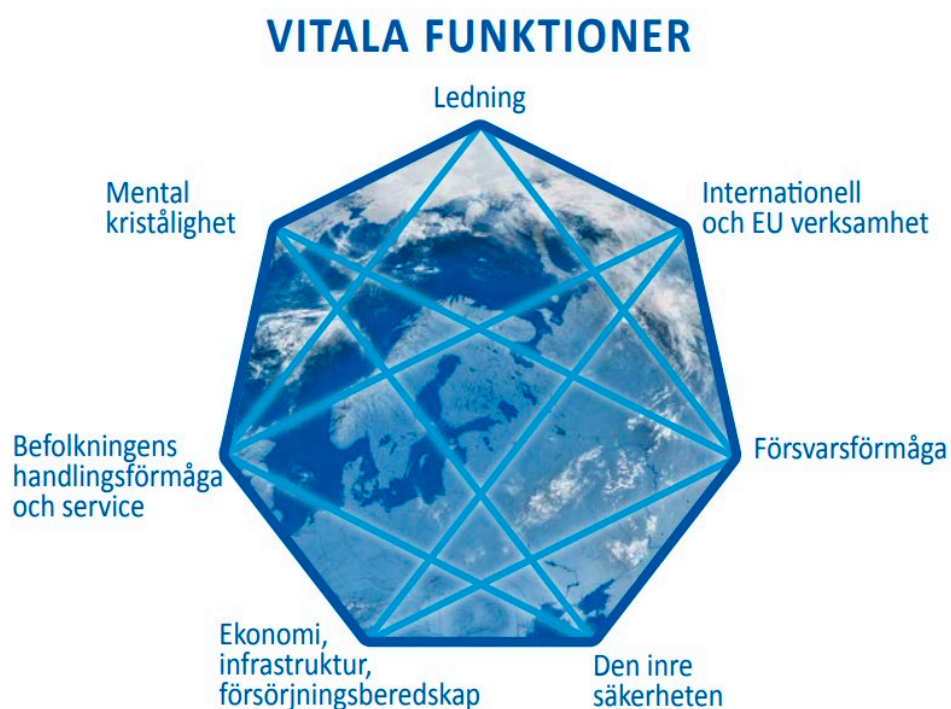 VITALA FUNKTIONER
Ledning
Mental
kristålighet
Internationell
och EU verksamhet
Befolkningens
handlingsförmåga
och service
Försvarsförmåga
Ekonomi,
infrastruktur,
försörjningsberedskap
Den inre
säkerheten